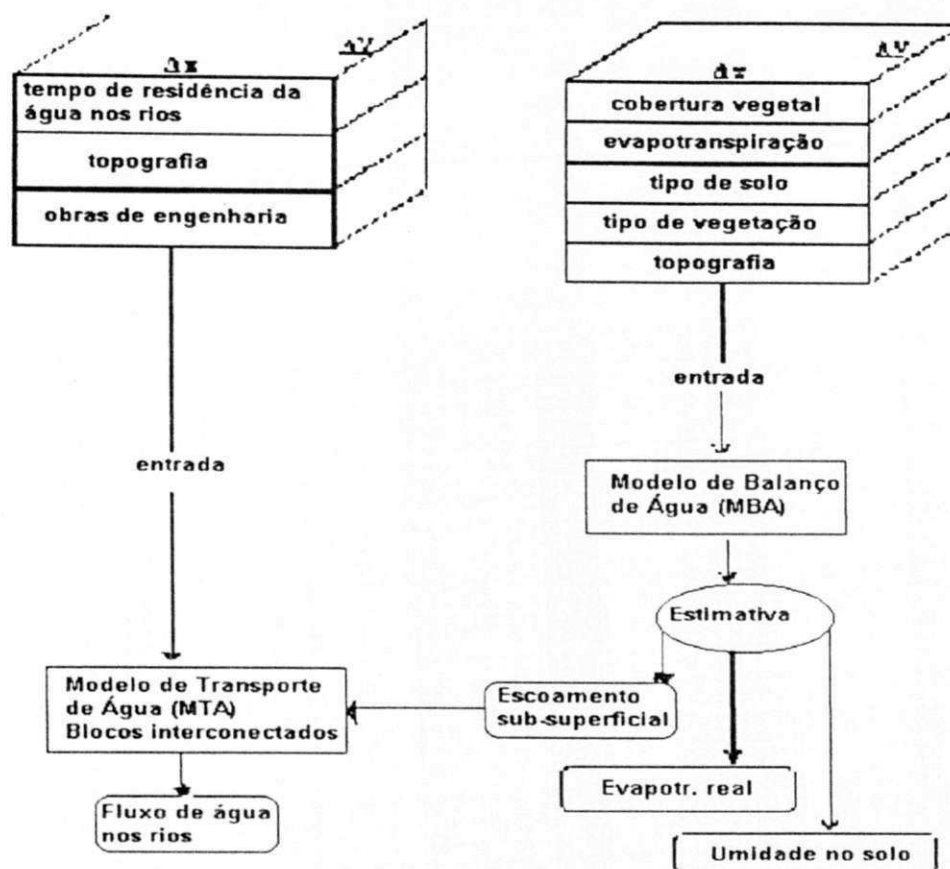 Δx
ΔY
tempo de residência da
água nos rios
topografia
obras de engenharia
entrada
Modelo de Transporte
de Água (MTA)
Blocos interconectados
Fluxo de água
nos rios
Δx
ΔY
cobertura vegetal
evapotranspiração
tipo de solo
tipo de vegetação
topografia
entrada
Modelo de Balanço
de Água (MBA)
Estimativa
Escoamento
sub-superficial
Evapotr. real
Umidade no solo